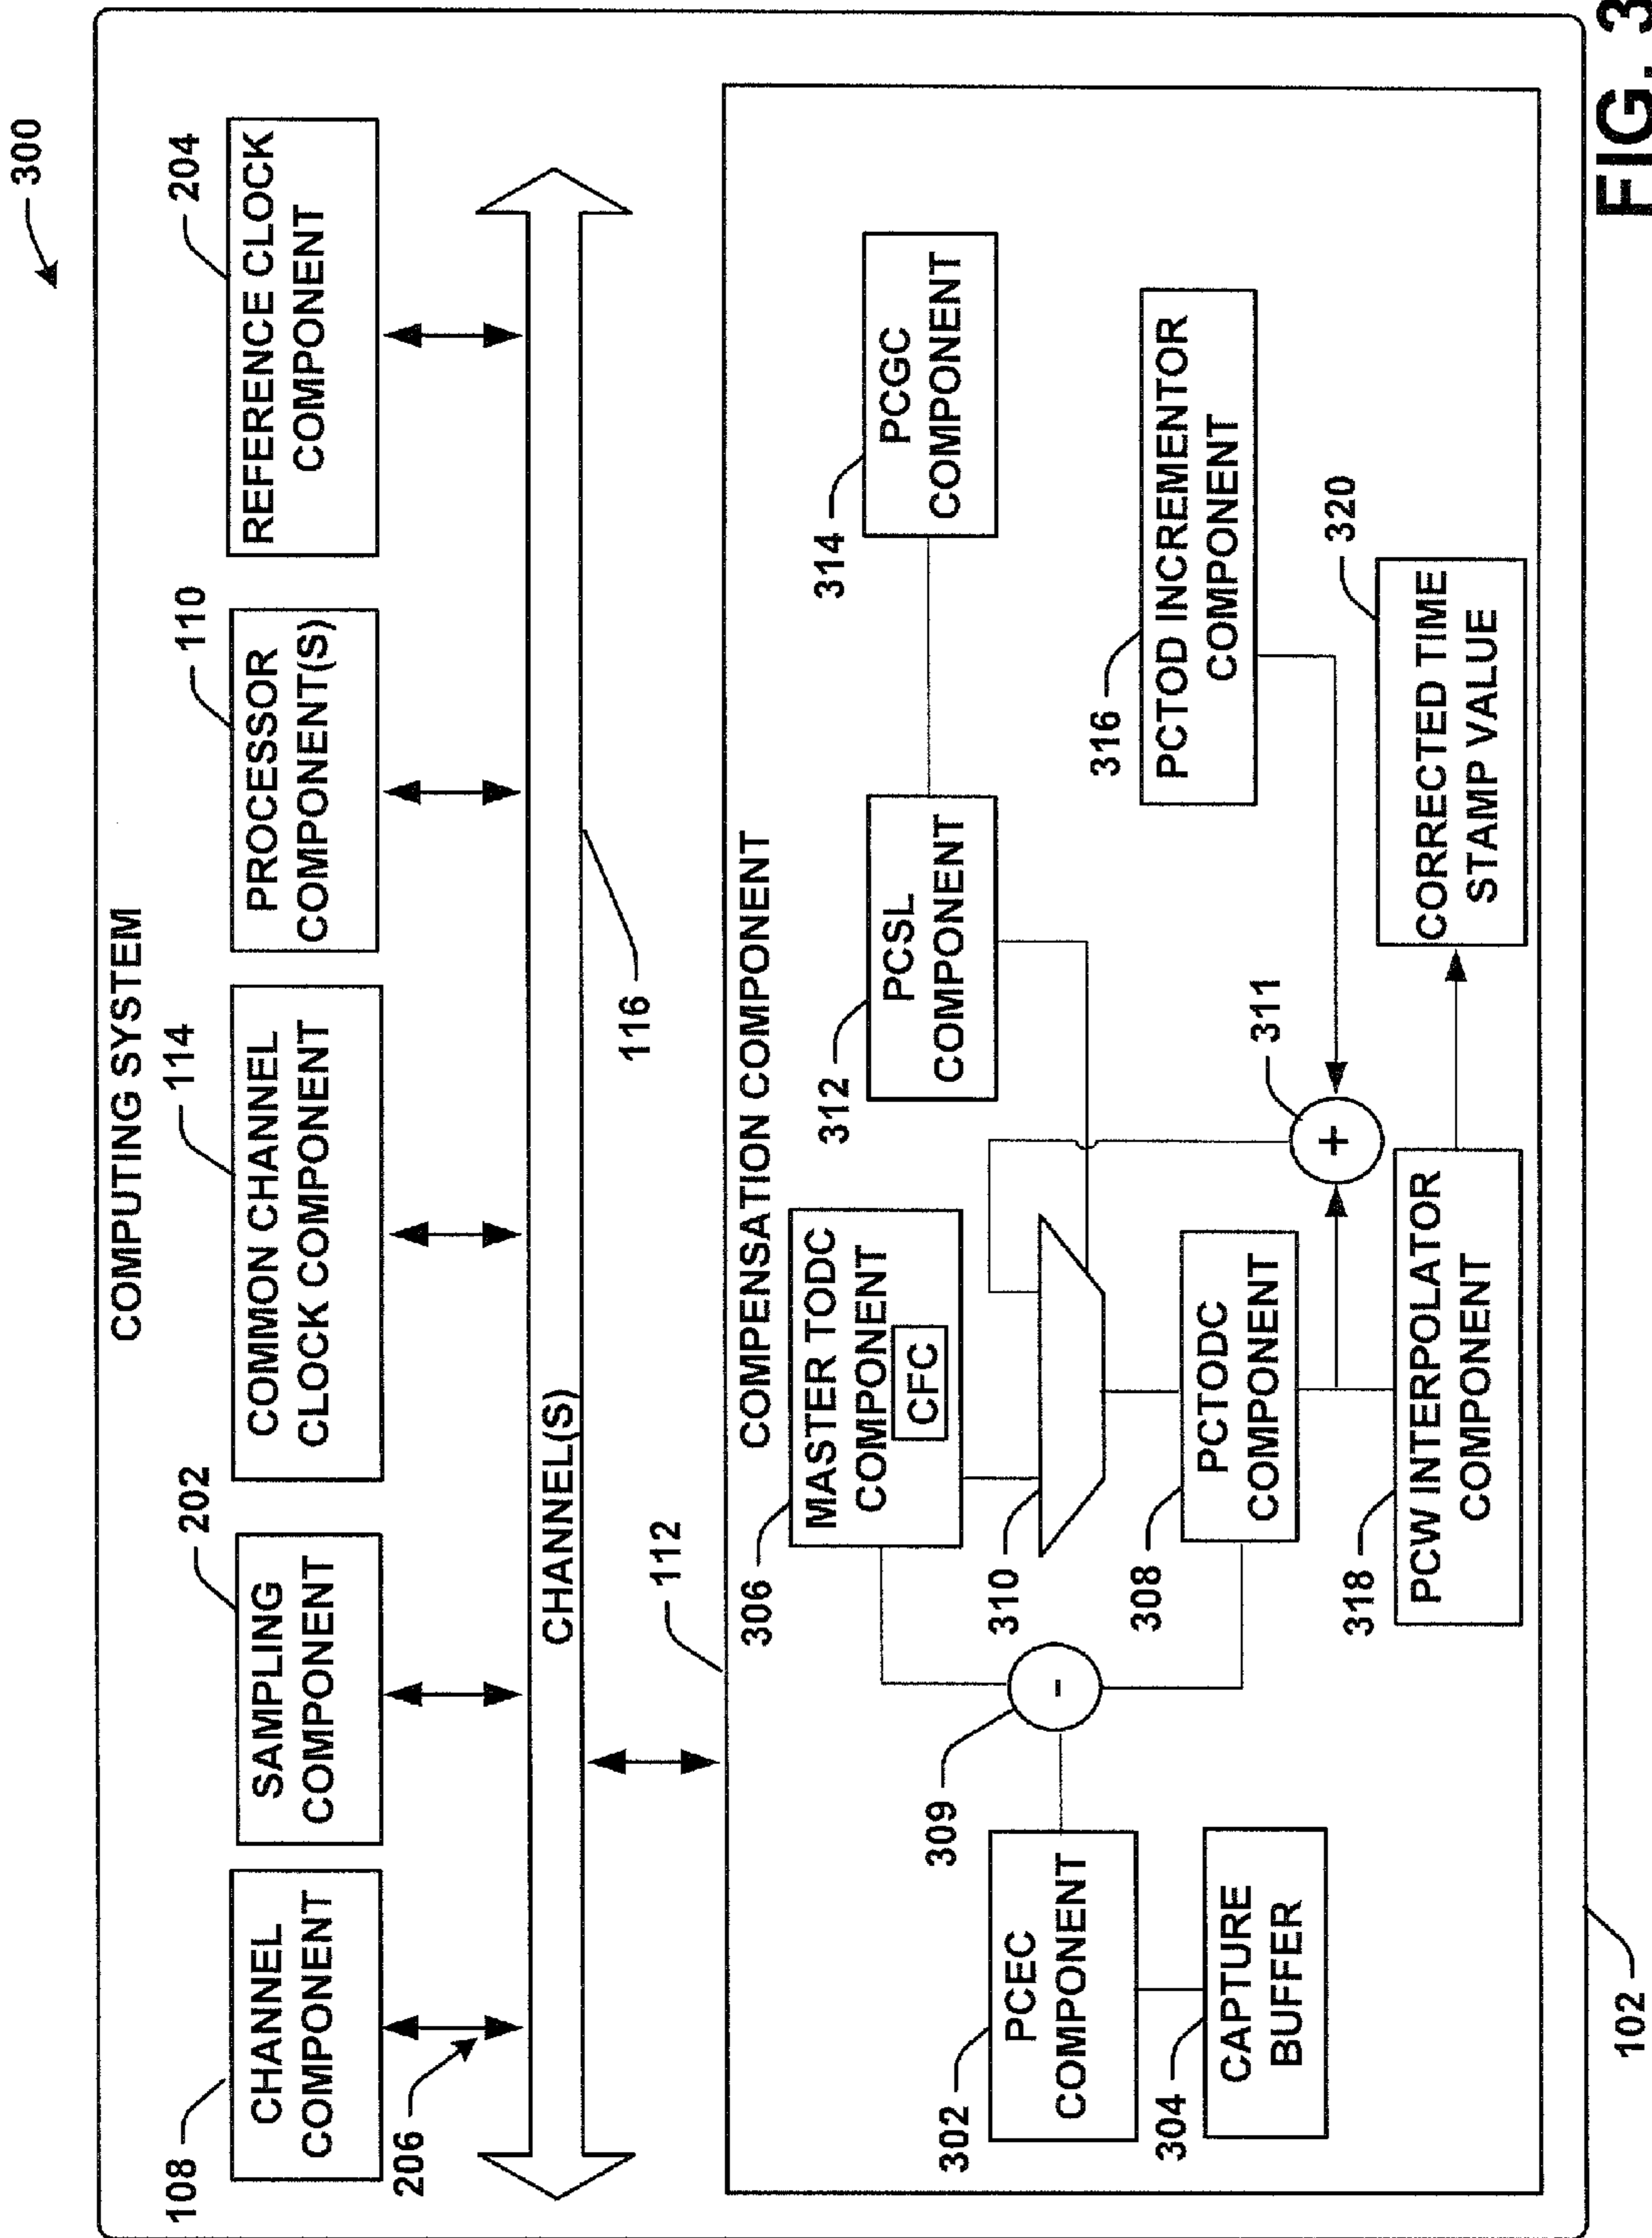 300
COMPUTING SYSTEM
108
CHANNEL
COMPONENT
202
SAMPLING
COMPONENT
114
COMMON CHANNEL
CLOCK COMPONENT
110
PROCESSOR
COMPONENT(S)
204
REFERENCE CLOCK
COMPONENT
206
CHANNEL(S)
116
112
COMPENSATION COMPONENT
306
MASTER TODC
COMPONENT
CFC
312
PCSL
COMPONENT
314
PCGC
COMPONENT
302
PCEC
COMPONENT
309
-
310
304
CAPTURE
BUFFER
308
PCTODC
COMPONENT
311
+
316
PCTOD INCREMENTOR
COMPONENT
318
PCW INTERPOLATOR
COMPONENT
320
CORRECTED TIME
STAMP VALUE
102
FIG. 3